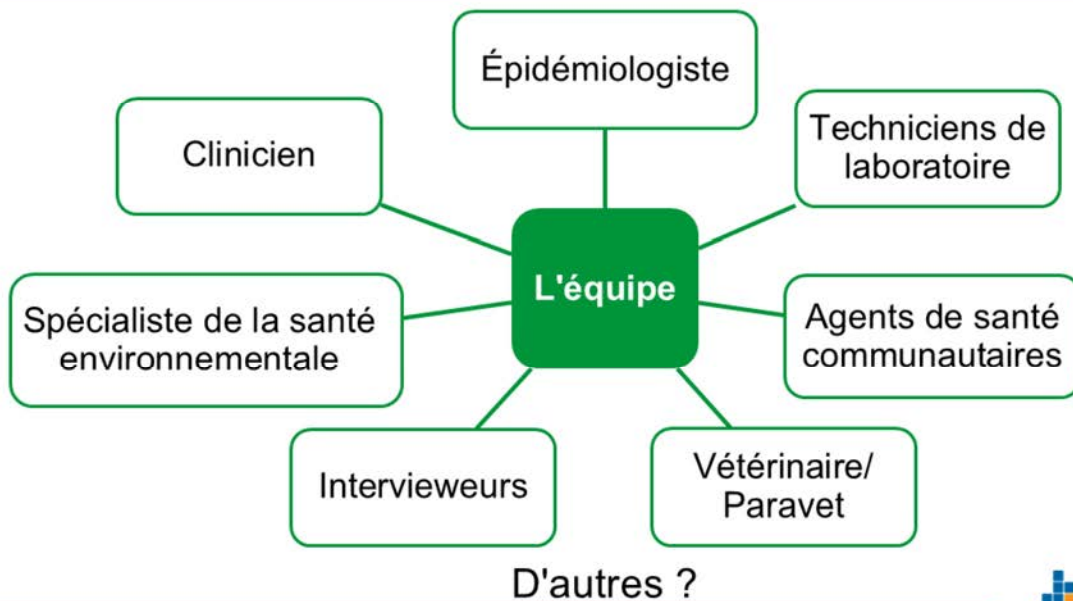 Épidémiologiste
Clinicien
Techniciens de
laboratoire
L'équipe
Spécialiste de la santé
environnementale
Agents de santé
communautaires
Intervieweurs
Vétérinaire/
Paravet
D'autres ?